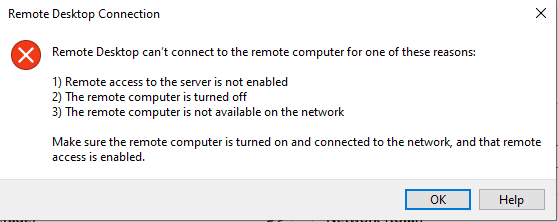 Remote Desktop Connection
Remote Desktop can't connect to the remote computer for one of these reasons:
1) Remote access to the server is not enabled
2) The remote computer is turned off
3) The remote computer is not available on the network
Make sure the remote computer is turned on and connected to the network, and that remote
access is enabled.
OK
Help